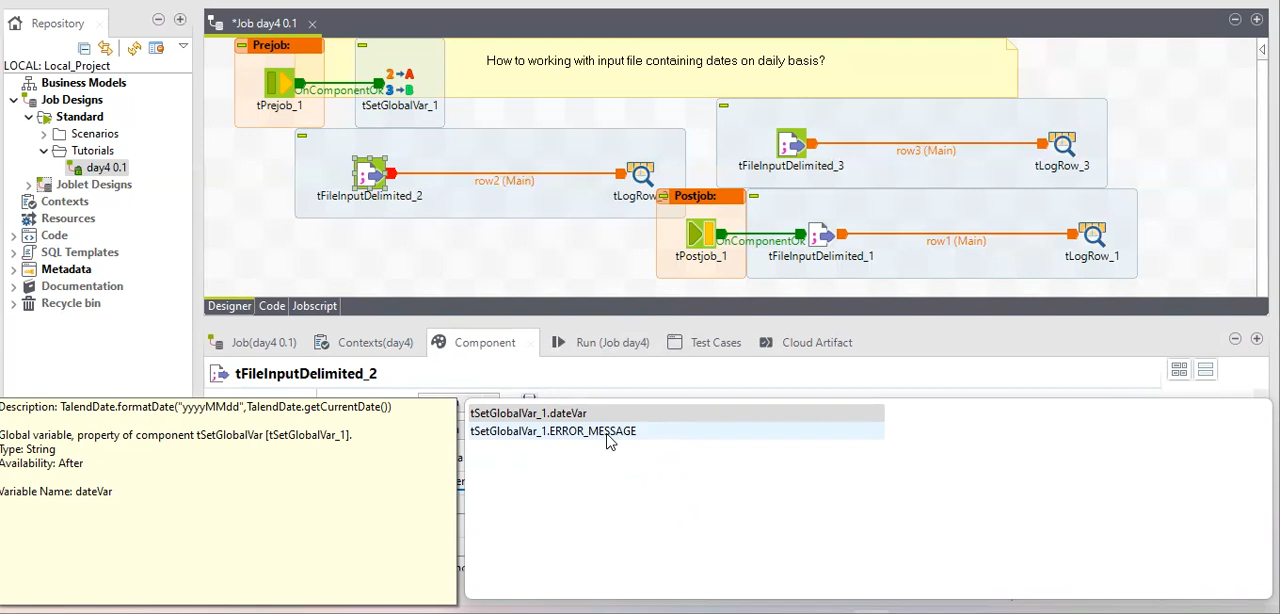 Repository
LOCAL: Local_Project
Business Models
Job Designs
Standard
Scenarios
Tutorials
day4 0.1
Joblet Designs
Contexts
Resources
Code
SQL Templates
Metadata
Documentation
Recycle bin
*Job day4 0.1
Prejob:
How to working with input file containing dates on daily basis?
OnComponentOk
2→A
3→B
tPrejob_1
tSetGlobalVar_1
tFileInputDelimited_2
row2 (Main)
tLogRow_
tFileInputDelimited_3
row3 (Main)
tLogRow_3
Postjob:
OnComponentOk
tPostjob_1
tFileInputDelimited_1
row1 (Main)
tLogRow_1
Designer
Code
Jobscript
Job(day4 0.1)
Contexts(day4)
Component
Run (Job day4)
Test Cases
Cloud Artifact
tFileInputDelimited_2
Description: TalendDate.formatDate("yyyyMMdd",TalendDate.getCurrentDate())
Global variable, property of component tSetGlobalVar [tSetGlobalVar_1].
Type: String
Availability: After
Variable Name: dateVar
tSetGlobalVar_1.dateVar
tSetGlobalVar_1.ERROR_MESSAGE